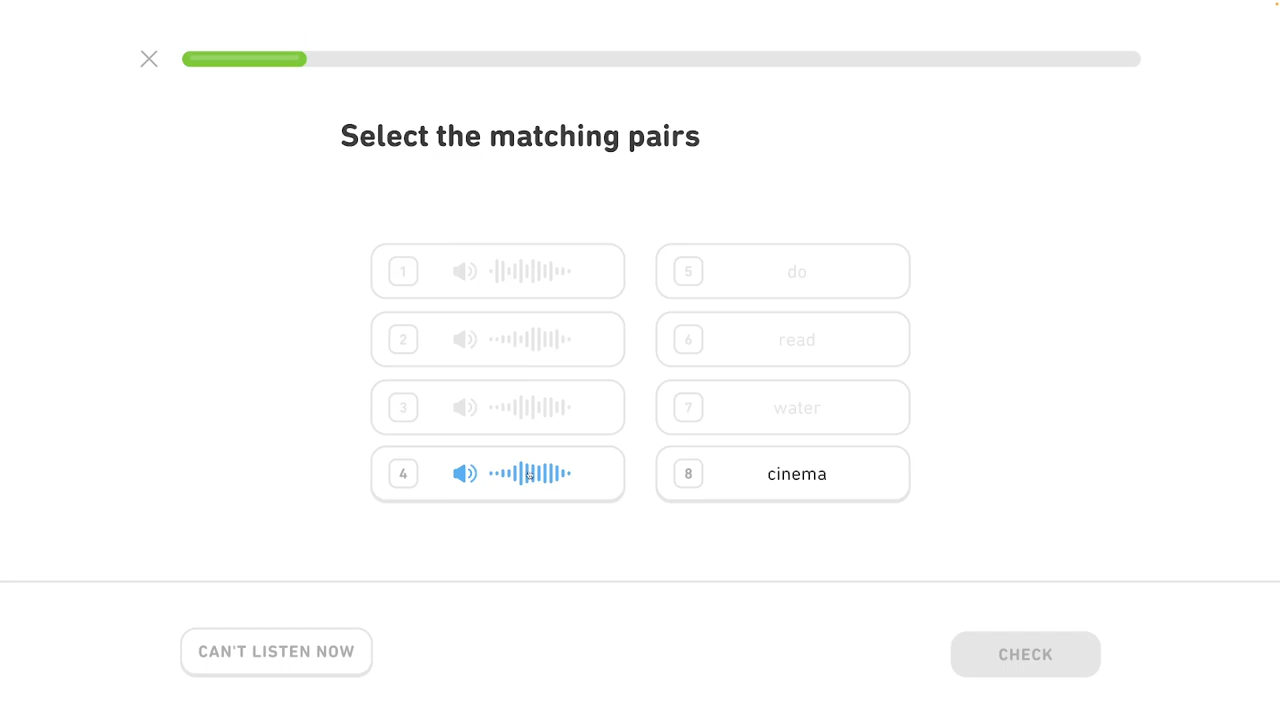 Select the matching pairs
1
5 do
2
6 read
3
7 water
4
8 cinema
CAN'T LISTEN NOW
CHECK